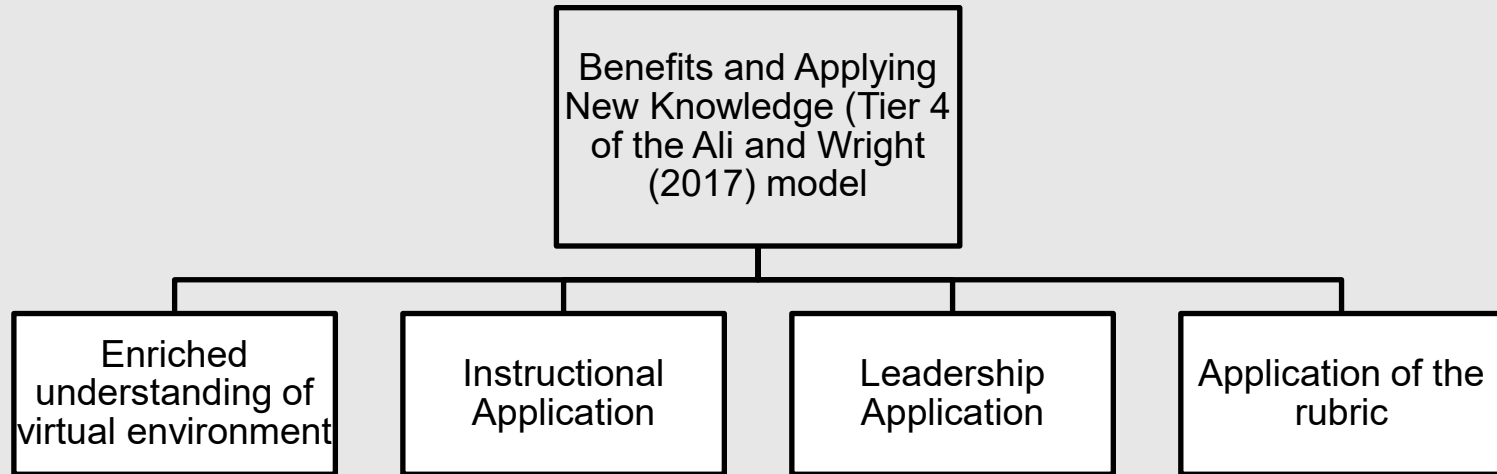 Benefits and Applying
New Knowledge (Tier 4
of the Ali and Wright
(2017) model
Enriched
understanding of
virtual environment
Instructional
Application
Leadership
Application
Application of the
rubric